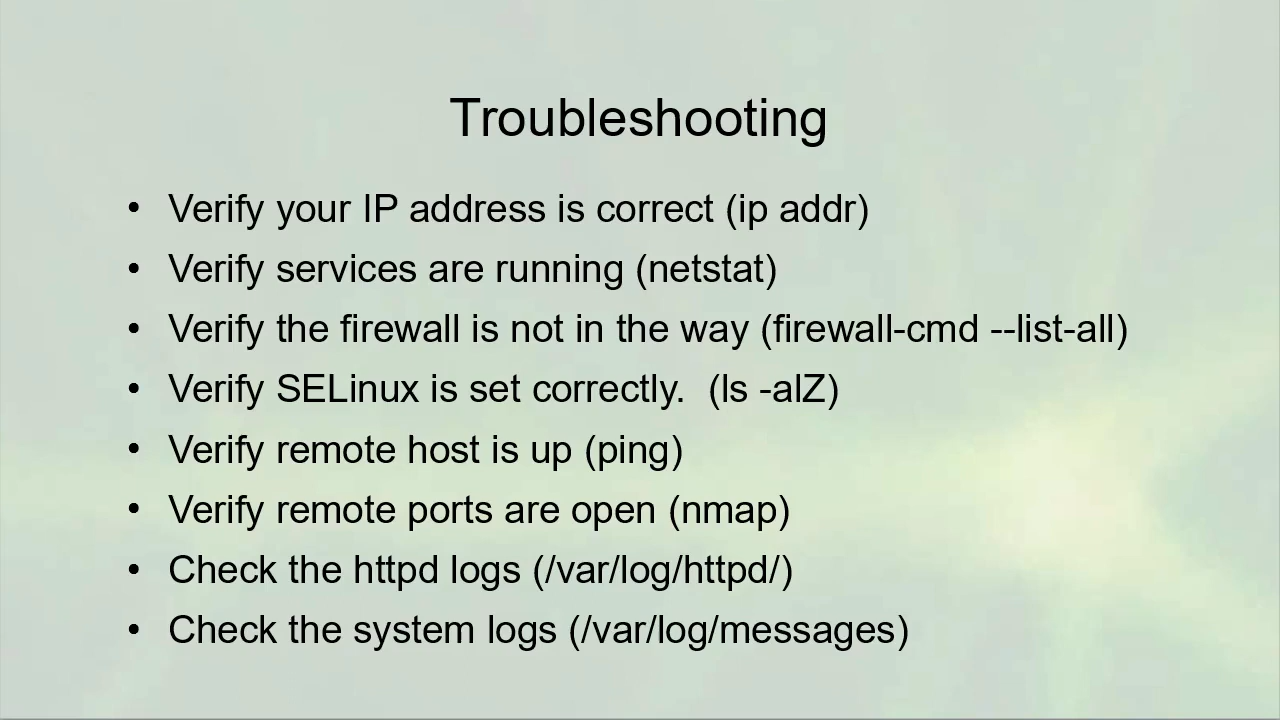 Troubleshooting
• Verify your IP address is correct (ip addr)
• Verify services are running (netstat)
• Verify the firewall is not in the way (firewall-cmd --list-all)
• Verify SELinux is set correctly.  (ls -alZ)
• Verify remote host is up (ping)
• Verify remote ports are open (nmap)
• Check the httpd logs (/var/log/httpd/)
• Check the system logs (/var/log/messages)